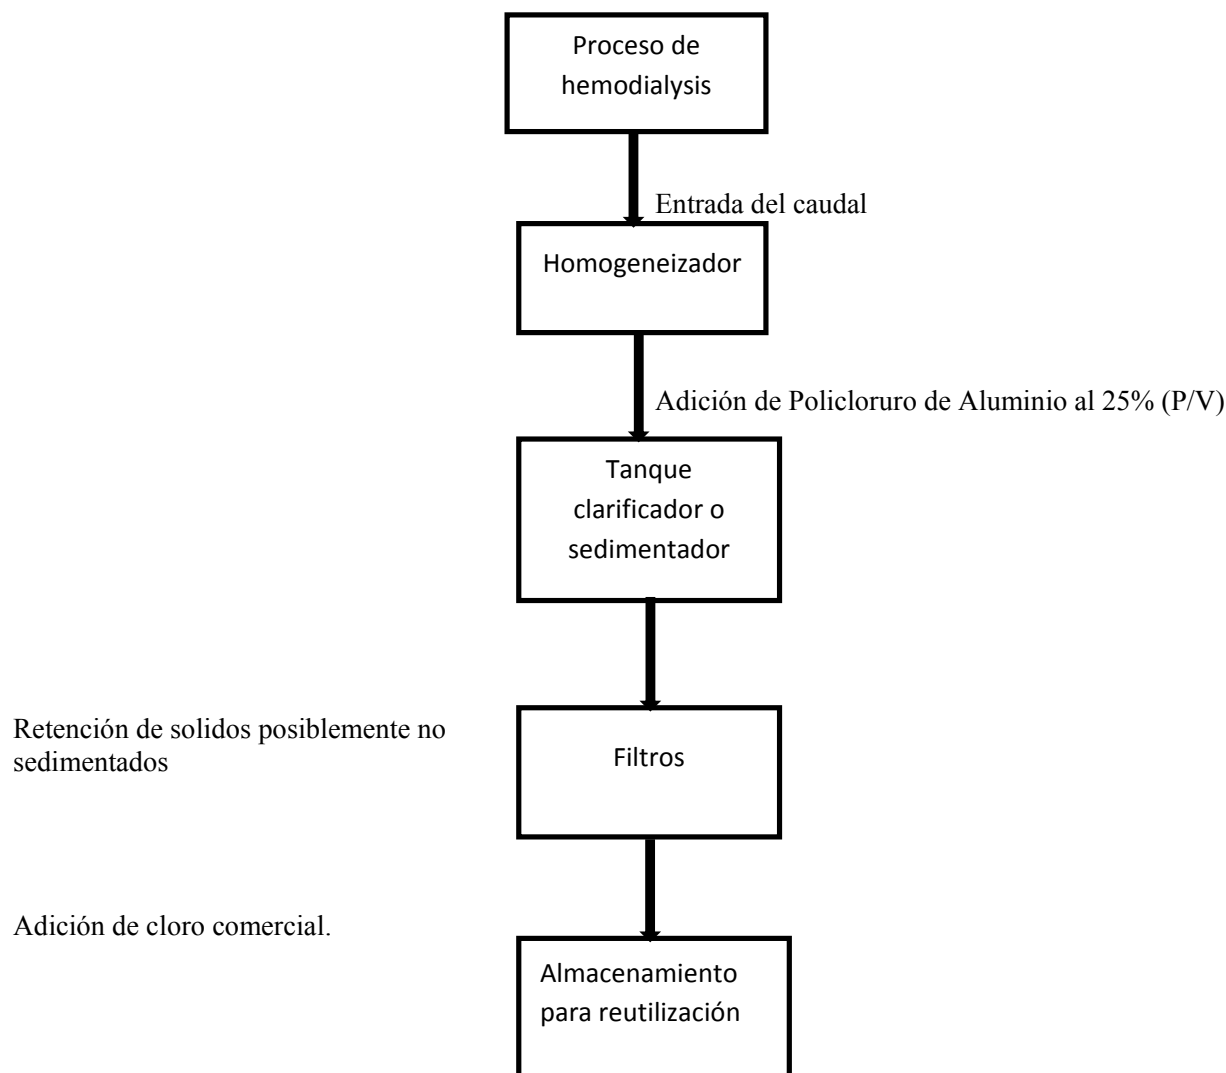 Proceso de
hemodialysis
Entrada del caudal
Homogeneizador
Adición de Policloruro de Aluminio al 25% (P/V)
Tanque
clarificador o
sedimentador
Retención de solidos posiblemente no
sedimentados
Filtros
Adición de cloro comercial.
Almacenamiento
para reutilización